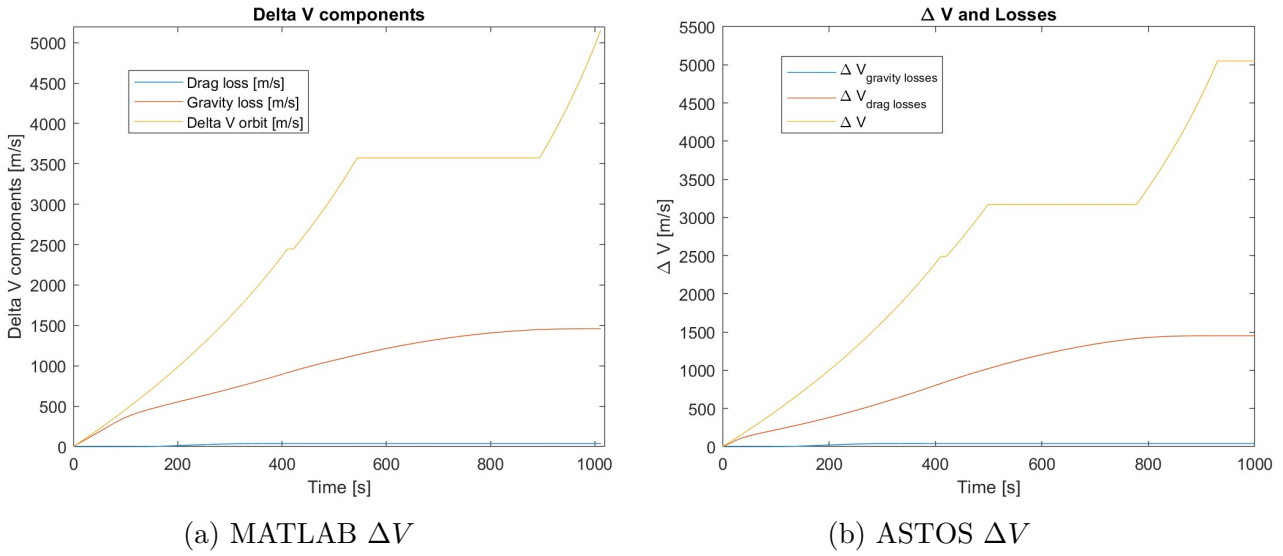 Delta V components
Delta V components [m/s]
5000
4500
4000
3500
3000
2500
2000
1500
1000
500
0
Drag loss [m/s]
Gravity loss [m/s]
Delta V orbit [m/s]
0 200 400 600 800 1000
Time [s]
(a) MATLAB ΔV
Δ V and Losses
Δ V [m/s]
5500
5000
4500
4000
3500
3000
2500
2000
1500
1000
500
0
Δ V gravity losses
Δ V drag losses
Δ V
0 200 400 600 800 1000
Time [s]
(b) ASTOS ΔV